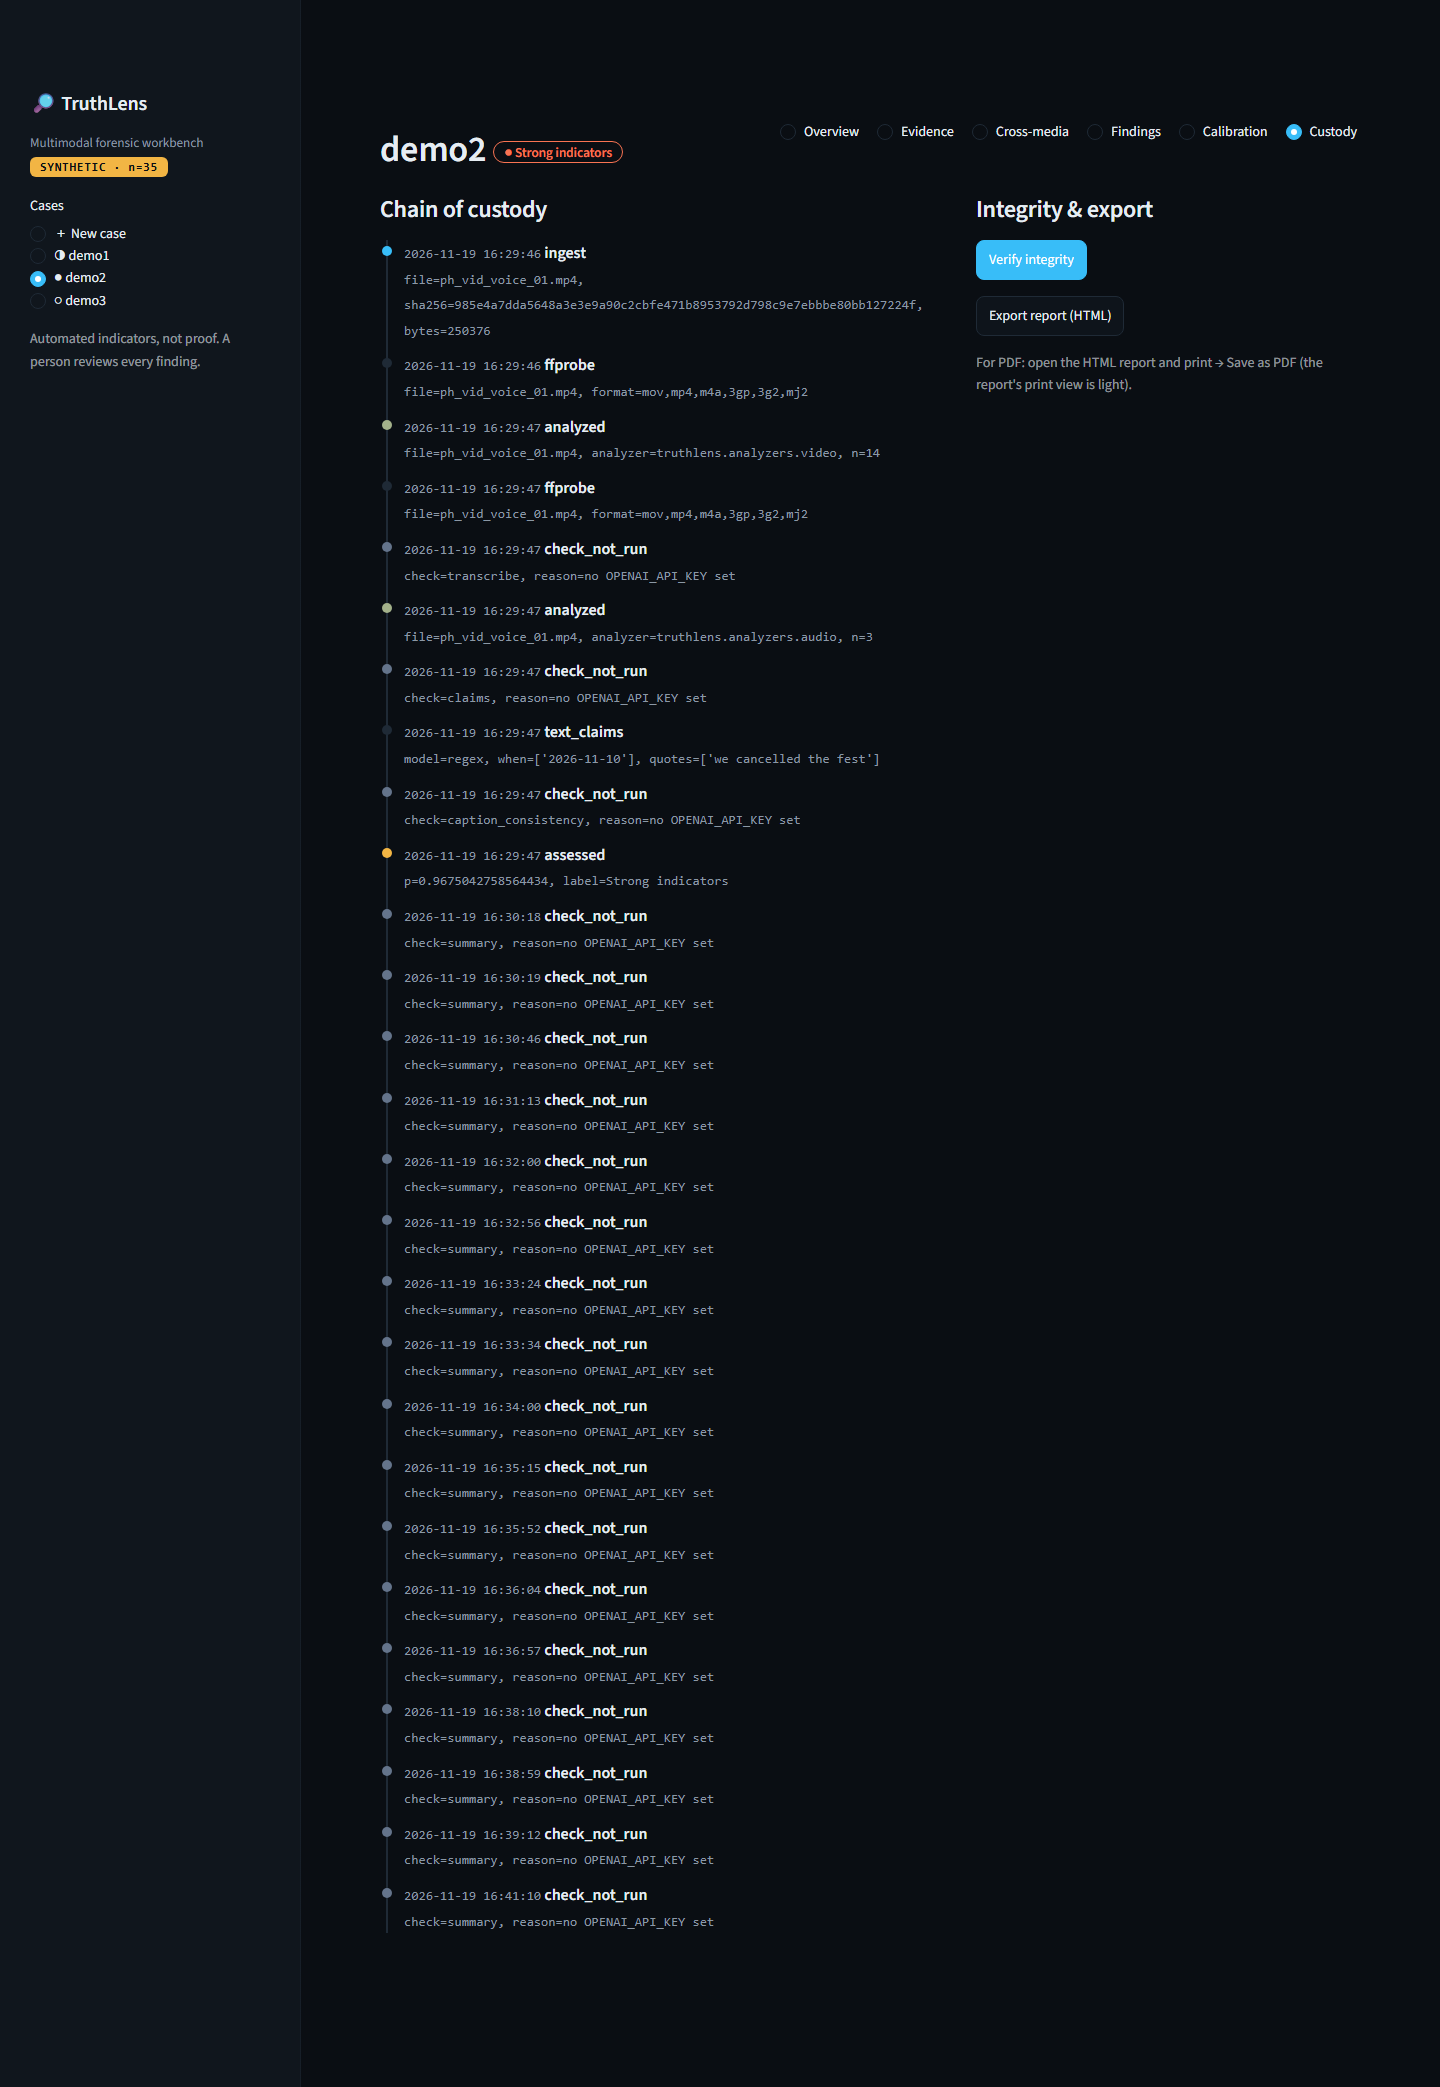 TruthLens
Multimodal forensic workbench
SYNTHETIC · n=35
Cases
+ New case
◑ demo1
● demo2
○ demo3
Automated indicators, not proof. A
person reviews every finding.
Overview Evidence Cross-media Findings Calibration Custody
demo2 ● Strong indicators
Chain of custody
2026-11-19 16:29:46 ingest
file=ph_vid_voice_01.mp4,
sha256=985e4a7dda5648a3e3e9a90c2cbfe471b8953792d798c9e7ebbbe80bb127224f,
bytes=250376
2026-11-19 16:29:46 ffprobe
file=ph_vid_voice_01.mp4, format=mov,mp4,m4a,3gp,3g2,mj2
2026-11-19 16:29:47 analyzed
file=ph_vid_voice_01.mp4, analyzer=truthlens.analyzers.video, n=14
2026-11-19 16:29:47 ffprobe
file=ph_vid_voice_01.mp4, format=mov,mp4,m4a,3gp,3g2,mj2
2026-11-19 16:29:47 check_not_run
check=transcribe, reason=no OPENAI_API_KEY set
2026-11-19 16:29:47 analyzed
file=ph_vid_voice_01.mp4, analyzer=truthlens.analyzers.audio, n=3
2026-11-19 16:29:47 check_not_run
check=claims, reason=no OPENAI_API_KEY set
2026-11-19 16:29:47 text_claims
model=regex, when=['2026-11-10'], quotes=['we cancelled the fest']
2026-11-19 16:29:47 check_not_run
check=caption_consistency, reason=no OPENAI_API_KEY set
2026-11-19 16:29:47 assessed
p=0.9675042758564434, label=Strong indicators
2026-11-19 16:30:18 check_not_run
check=summary, reason=no OPENAI_API_KEY set
2026-11-19 16:30:19 check_not_run
check=summary, reason=no OPENAI_API_KEY set
2026-11-19 16:30:46 check_not_run
check=summary, reason=no OPENAI_API_KEY set
2026-11-19 16:31:13 check_not_run
check=summary, reason=no OPENAI_API_KEY set
2026-11-19 16:32:00 check_not_run
check=summary, reason=no OPENAI_API_KEY set
2026-11-19 16:32:56 check_not_run
check=summary, reason=no OPENAI_API_KEY set
2026-11-19 16:33:24 check_not_run
check=summary, reason=no OPENAI_API_KEY set
2026-11-19 16:33:34 check_not_run
check=summary, reason=no OPENAI_API_KEY set
2026-11-19 16:34:00 check_not_run
check=summary, reason=no OPENAI_API_KEY set
2026-11-19 16:35:15 check_not_run
check=summary, reason=no OPENAI_API_KEY set
2026-11-19 16:35:52 check_not_run
check=summary, reason=no OPENAI_API_KEY set
2026-11-19 16:36:04 check_not_run
check=summary, reason=no OPENAI_API_KEY set
2026-11-19 16:36:57 check_not_run
check=summary, reason=no OPENAI_API_KEY set
2026-11-19 16:38:10 check_not_run
check=summary, reason=no OPENAI_API_KEY set
2026-11-19 16:38:59 check_not_run
check=summary, reason=no OPENAI_API_KEY set
2026-11-19 16:39:12 check_not_run
check=summary, reason=no OPENAI_API_KEY set
2026-11-19 16:41:10 check_not_run
check=summary, reason=no OPENAI_API_KEY set
Integrity & export
Verify integrity
Export report (HTML)
For PDF: open the HTML report and print → Save as PDF (the
report's print view is light).